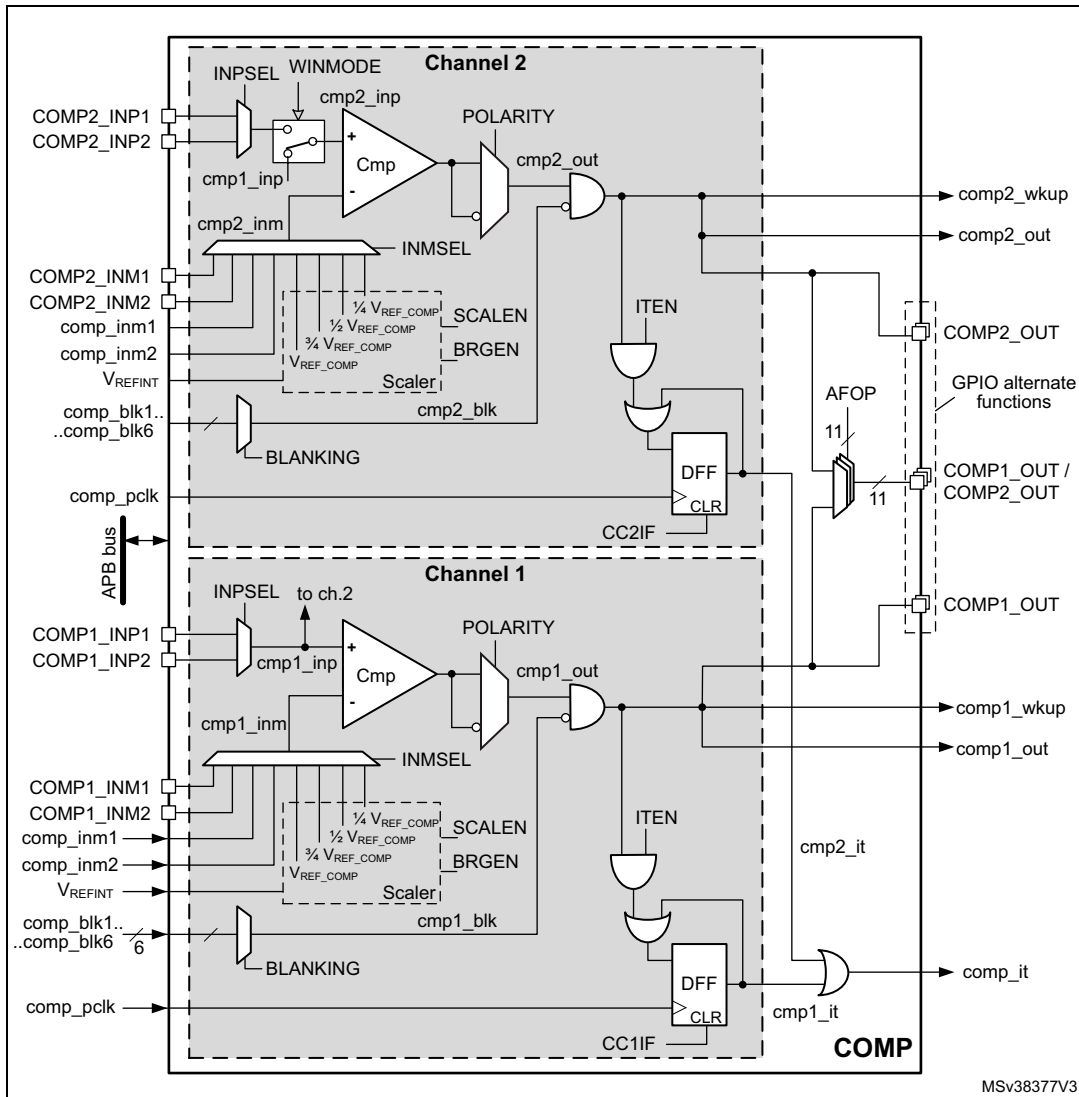 Channel 2
INPSEL
WINMODE
cmp2_inp
COMP2_INP1
COMP2_INP2
+
Cmp
-
cmp1_inp
POLARITY
cmp2_out
comp2_wkup
comp2_out
cmp2_inm
INMSEL
COMP2_INM1
COMP2_INM2
comp_inm1
comp_inm2
VREFINT
¼ VREF_COMP
½ VREF_COMP
¾ VREF_COMP
VREF_COMP
Scaler
SCALEN
BRGEN
ITEN
COMP2_OUT
GPIO alternate
functions
AFOP
11
COMP1_OUT /
COMP2_OUT
11
comp_blk1..
..comp_blk6
cmp2_blk
BLANKING
comp_pclk
DFF
CLR
CC2IF
APB bus
Channel 1
INPSEL
to ch.2
COMP1_INP1
COMP1_INP2
cmp1_inp
+
Cmp
-
POLARITY
cmp1_out
COMP1_OUT
comp1_wkup
comp1_out
cmp1_inm
INMSEL
COMP1_INM1
COMP1_INM2
comp_inm1
comp_inm2
VREFINT
¼ VREF_COMP
½ VREF_COMP
¾ VREF_COMP
VREF_COMP
Scaler
SCALEN
BRGEN
ITEN
cmp2_it
comp_blk1..
..comp_blk6
6
cmp1_blk
BLANKING
comp_pclk
DFF
CLR
CC1IF
cmp1_it
comp_it
COMP
MSv38377V3